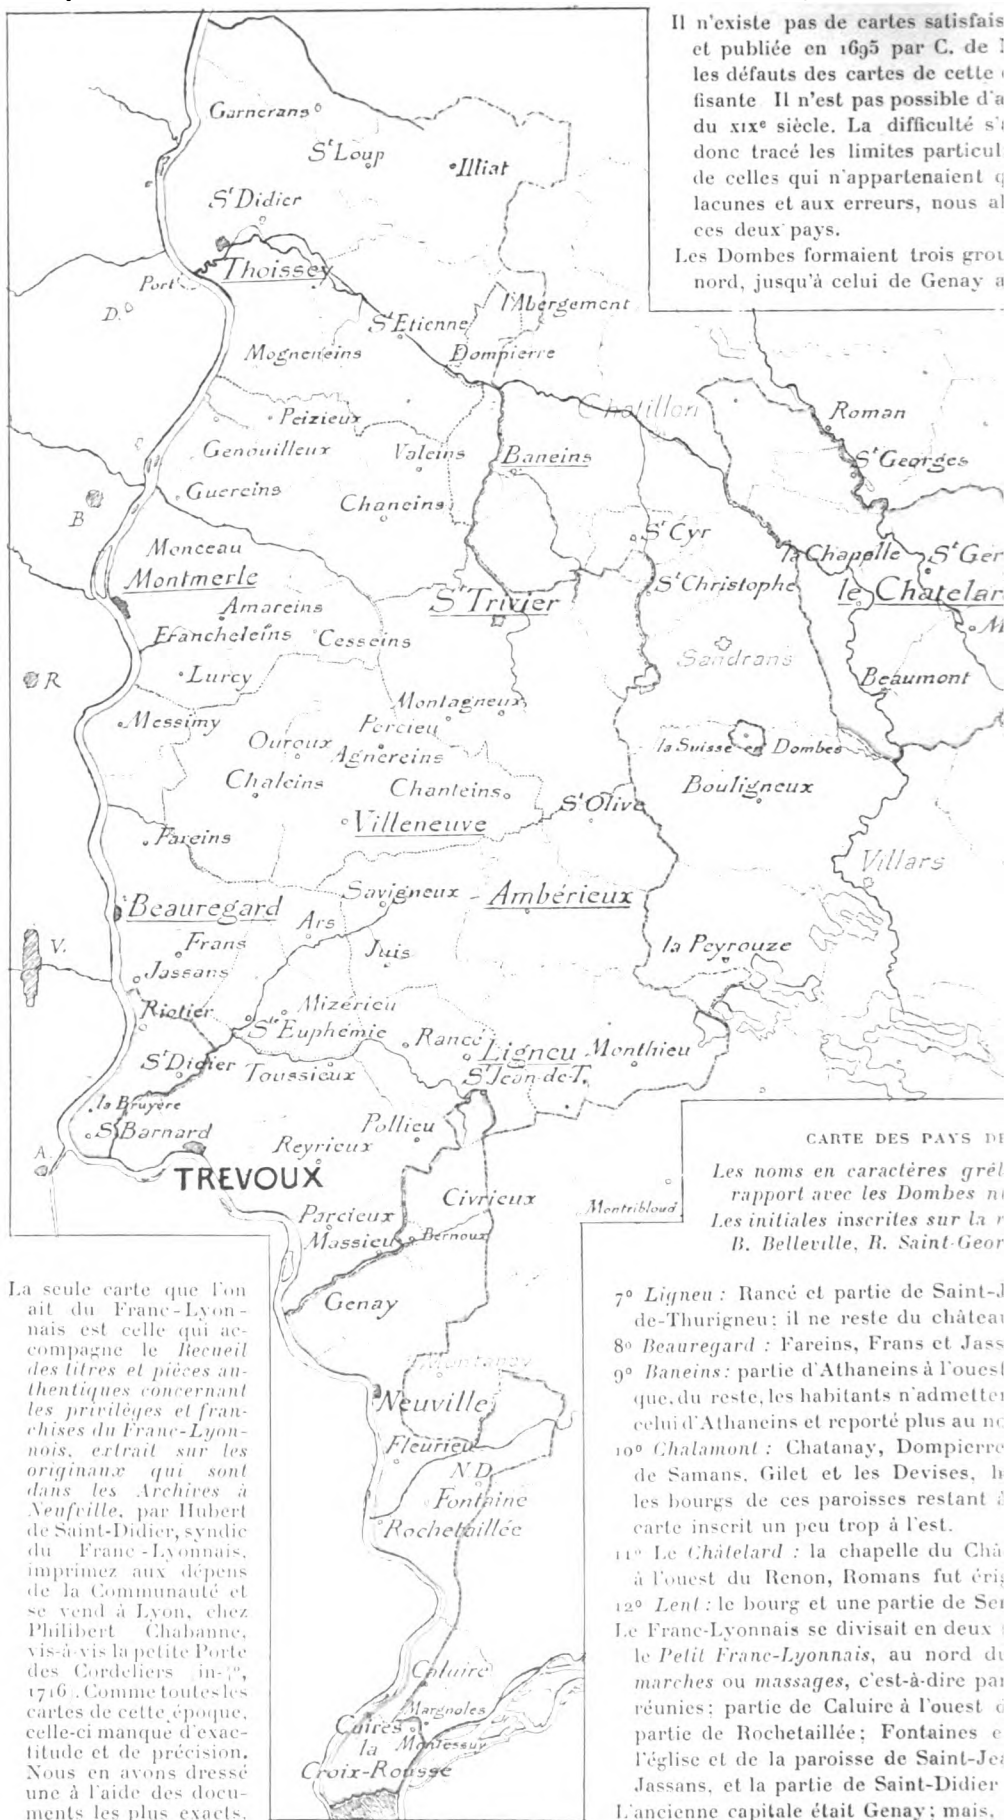 Il n'existe pas de cartes satisfais
et publiée en 1695 par C. de
les défauts des cartes de cette
fisante Il n'est pas possible d'a
du XIXe siècle. La difficulté s'
donc tracé les limites particul
de celles qui n'appartenaient q
lacunes et aux erreurs, nous al
ces deux pays.
Les Dombes formaient trois grou
nord, jusqu'à celui de Genay a
Garnerans
St Loup
Illiat
St Didier
Thoissey
Port
D.
l'Abergement
St Etienne
Mogneneins
Dompierre
Chatillon
Roman
Peizieux
Genouilleux
Valeins
Baneins
St Georges
Guereins
B
Chaneins
St Cyr
Monceau
la Chapelle
St Ger
Montmerle
St Christophe
le Chatelar
St Trivier
Amareins
M
Francheleins
Cesseins
Sandrans
R
Lurcy
Beaumont
Montagneux
Messimy
Percieu
Ouroux
la Suisse en Dombes
Agnereins
Chaleins
Chanteins
Bouligneux
St Olive
Villeneuve
Fareins
Villars
Savigneux
Ambérieux
Beauregard
Ars
V.
Frans
Juis
la Peyrouze
Jassans
Riotier
Mizérieu
Ste Euphémie
Rancé
Ligneu
Monthieu
St Didier
Toussieux
St Jean-de-T.
la Bruyère
St Barnard
Pollieu
A.
Reyrieux
TREVOUX
Civrieux
Montribloud
Parcieux
Massieu
Bernoux
Genay
Montanay
Neuville
Fleurieu
N.D.
Fontaine
Rochetaillée
Caluire
Margnoles
Cuires
Montessuy
la
Croix-Rousse
CARTE DES PAYS DE
Les noms en caractères grêl
rapport avec les Dombes n
Les initiales inscrites sur la r
B. Belleville, R. Saint-Geor
La seule carte que l'on
ait du Franc-Lyon-
nais est celle qui ac-
compagne le Recueil
des titres et pièces au-
thentiques concernant
les privilèges et fran-
chises du Franc-Lyon-
nois, extrait sur les
originaux qui sont
dans les Archives à
Neufville, par Hubert
de Saint-Didier, syndic
du Franc-Lyonnais,
imprimez aux dépens
de la Communauté et
se vend à Lyon, chez
Philibert Chabanne,
vis-à-vis la petite Porte
des Cordeliers
1716. Comme toutes les
cartes de cette époque,
celle-ci manque d'exac-
titude et de précision.
Nous en avons dressé
une à l'aide des docu-
ments les plus exacts.
7° Ligneu : Rancé et partie de Saint-J
de-Thurigneu; il ne reste du château
8° Beauregard : Fareins, Frans et Jass
9° Baneins : partie d'Athaneins à l'ouest
que, du reste, les habitants n'admetten
celui d'Athaneins et reporté plus au no
10° Chalamont : Chatanay, Dompierre
de Samans, Gilet et les Devises, h
les bourgs de ces paroisses restant à
carte inscrit un peu trop à l'est.
11° Le Châtelard : la chapelle du Châ
à l'ouest du Renon, Romans fut érig
12° Lent : le bourg et une partie de Ser
Le Franc-Lyonnais se divisait en deux
le Petit Franc-Lyonnais, au nord du
marches ou massages, c'est-à-dire par
réunies; partie de Caluire à l'ouest d
partie de Rochetaillée; Fontaines e
l'église et de la paroisse de Saint-Jea
Jassans, et la partie de Saint-Didier
L'ancienne capitale était Genay; mais,